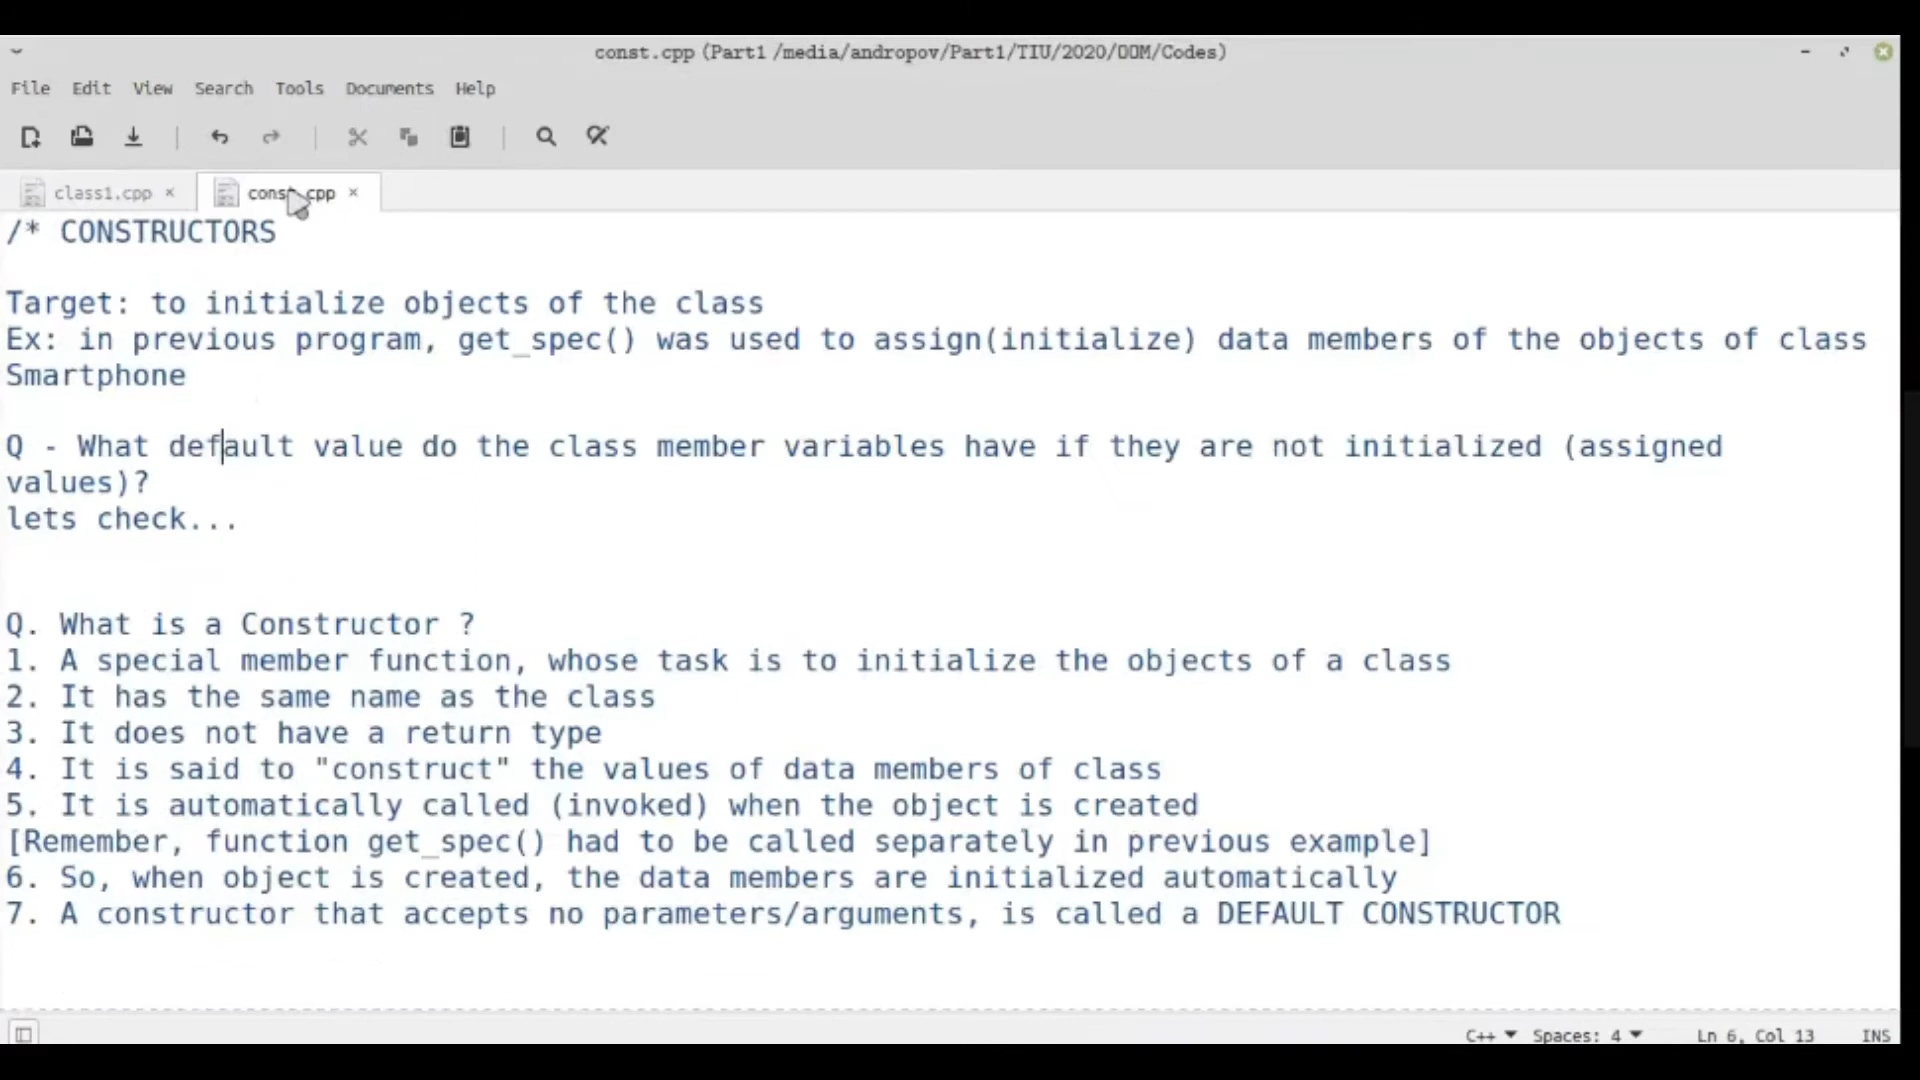 const.cpp (Part1 /media/andropov/Part1/TIU/2020/OOM/Codes)
File Edit View Search Tools Documents Help
class1.cpp × const.cpp ×
/* CONSTRUCTORS
Target: to initialize objects of the class
Ex: in previous program, get_spec() was used to assign(initialize) data members of the objects of class
Smartphone
Q - What default value do the class member variables have if they are not initialized (assigned
values)?
lets check...
Q. What is a Constructor ?
1. A special member function, whose task is to initialize the objects of a class
2. It has the same name as the class
3. It does not have a return type
4. It is said to "construct" the values of data members of class
5. It is automatically called (invoked) when the object is created
[Remember, function get_spec() had to be called separately in previous example]
6. So, when object is created, the data members are initialized automatically
7. A constructor that accepts no parameters/arguments, is called a DEFAULT CONSTRUCTOR
C++ Spaces: 4 Ln 6, Col 13 INS